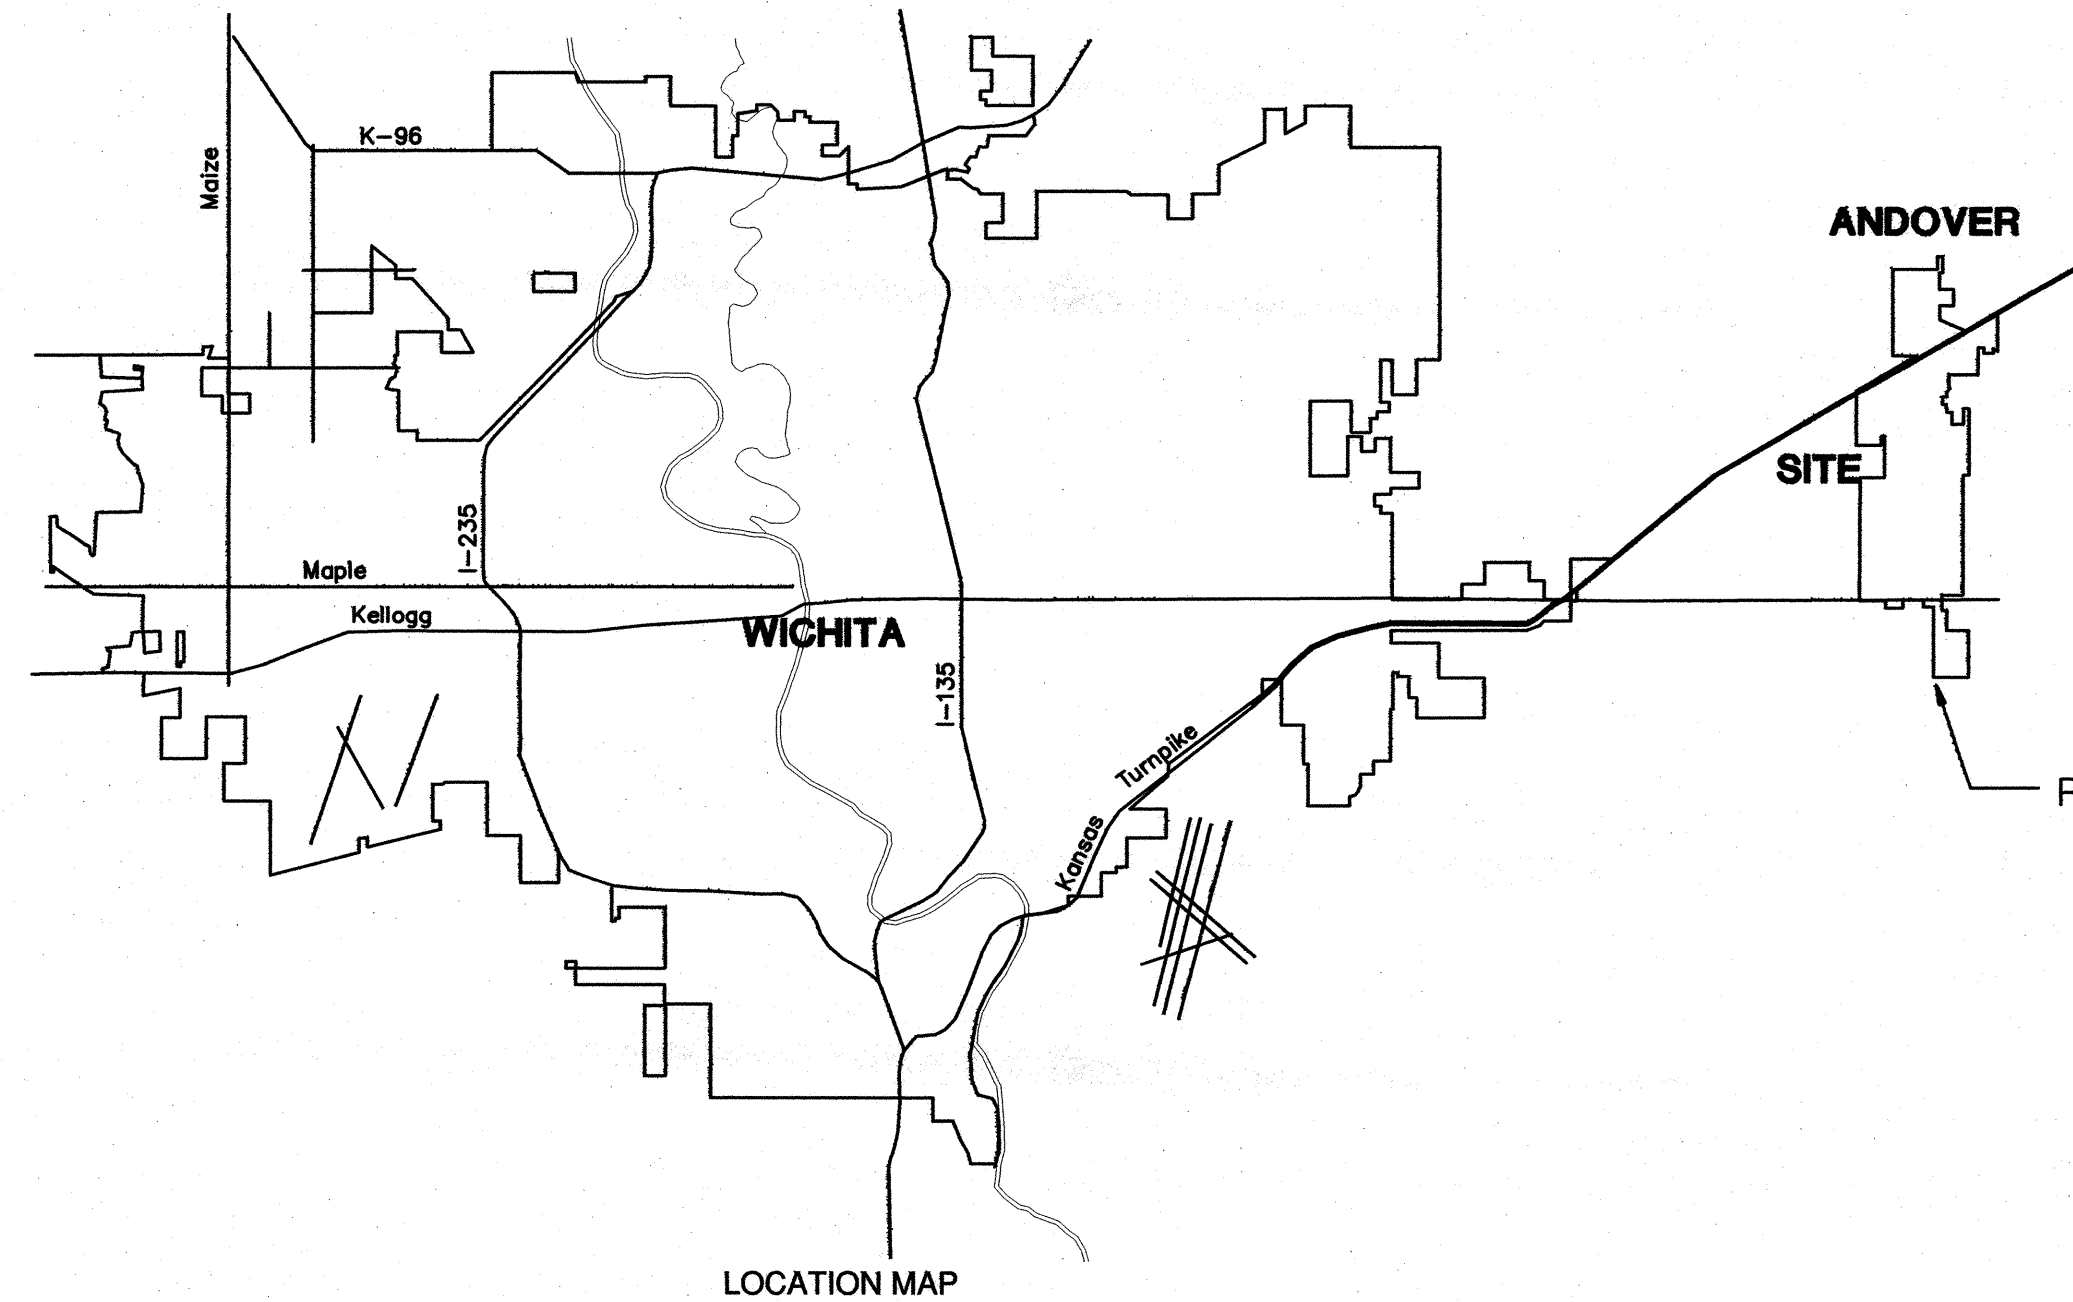 K-96
Maize
ANDOVER
SITE
I-235
Maple
Kellogg
WICHITA
I-135
Turnpike
Kansas
LOCATION MAP